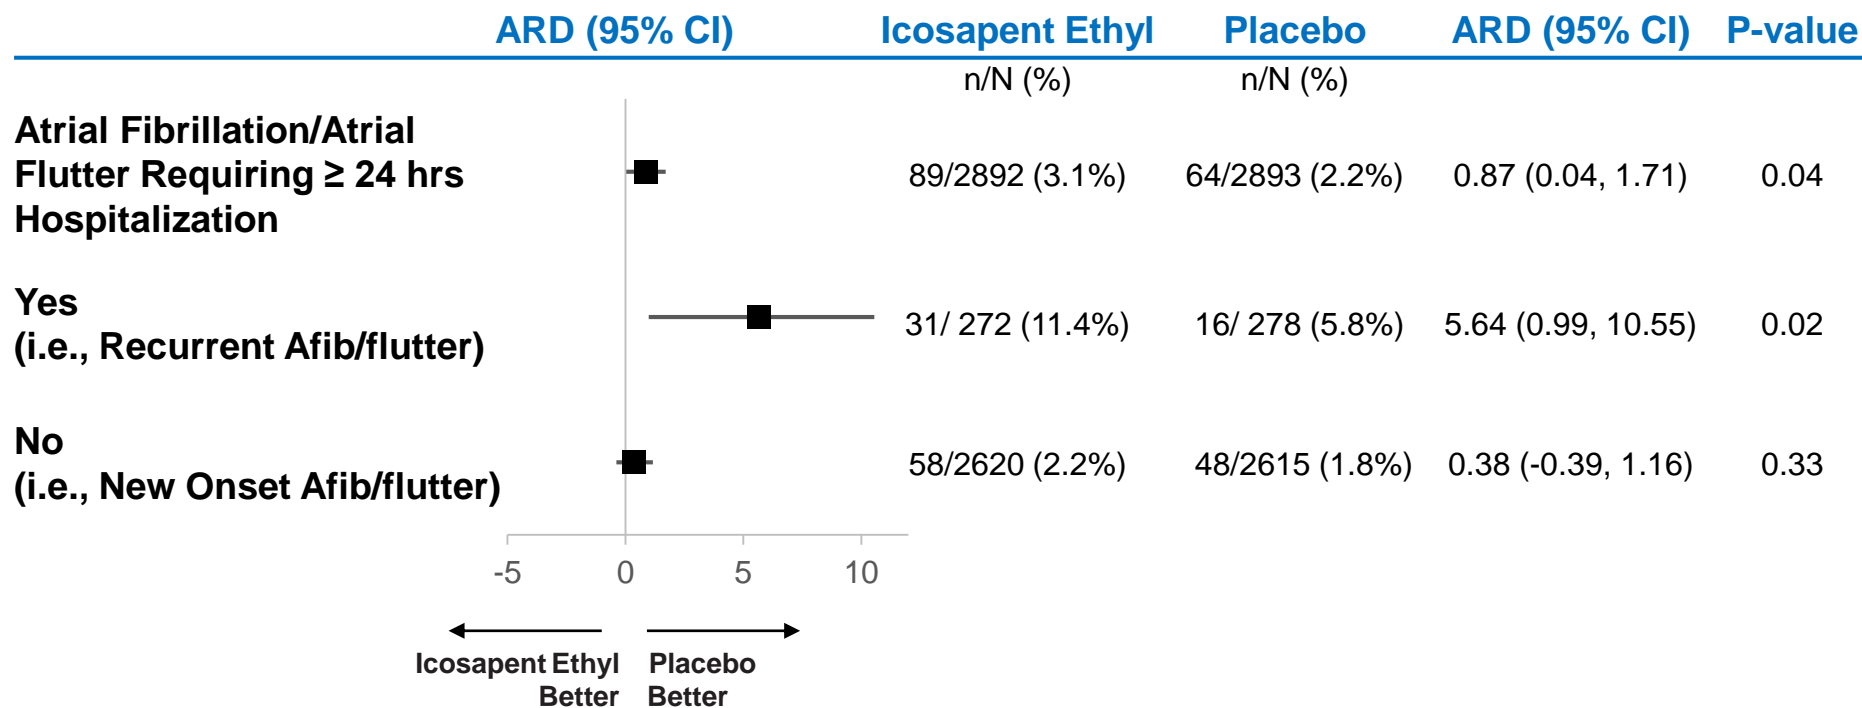 ARD (95% CI) Icosapent Ethyl Placebo ARD (95% CI) P-value
n/N (%) n/N (%)
Atrial Fibrillation/Atrial
Flutter Requiring ≥ 24 hrs
Hospitalization
89/2892 (3.1%) 64/2893 (2.2%) 0.87 (0.04, 1.71) 0.04
Yes
(i.e., Recurrent Afib/flutter)
31/ 272 (11.4%) 16/ 278 (5.8%) 5.64 (0.99, 10.55) 0.02
No
(i.e., New Onset Afib/flutter)
58/2620 (2.2%) 48/2615 (1.8%) 0.38 (-0.39, 1.16) 0.33
-5 0 5 10
Icosapent Ethyl
Better
Placebo
Better